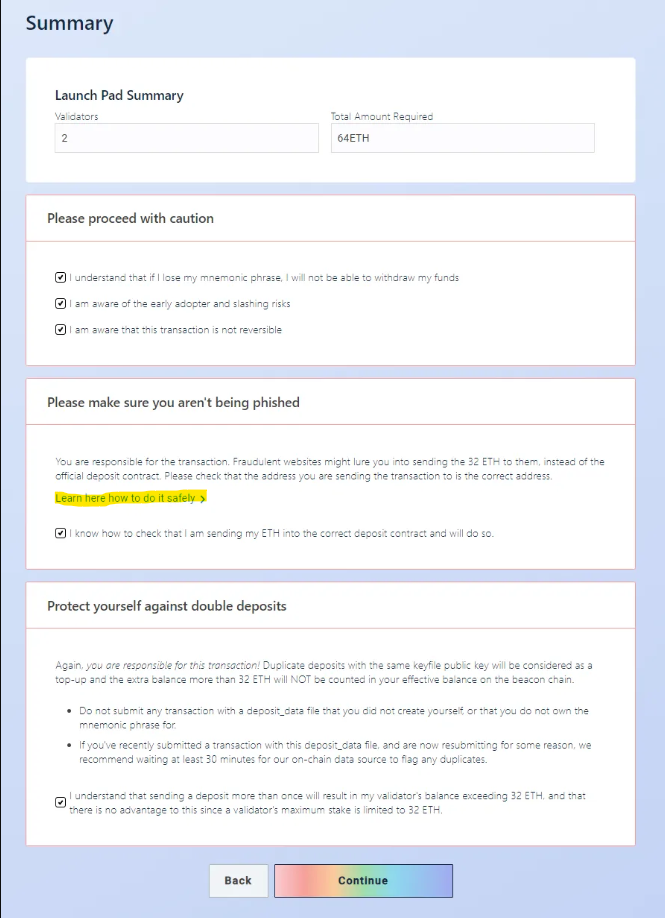 Summary
Launch Pad Summary
Validators
Total Amount Required
2
64ETH
Please proceed with caution
I understand that if I lose my mnemonic phrase, I will not be able to withdraw my funds
I am aware of the early adopter and slashing risks
I am aware that this transaction is not reversible
Please make sure you aren't being phished
You are responsible for the transaction. Fraudulent websites might lure you into sending the 32 ETH to them, instead of the
official deposit contract. Please check that the address you are sending the transaction to is the correct address.
Learn here how to do it safely
I know how to check that I am sending my ETH into the correct deposit contract and will do so.
Protect yourself against double deposits
Again, you are responsible for this transaction! Duplicate deposits with the same keyfile public key will be considered as a
top-up and the extra balance more than 32 ETH will NOT be counted in your effective balance on the beacon chain.
• Do not submit any transaction with a deposit_data file that you did not create yourself, or that you do not own the
mnemonic phrase for.
• If you've recently submitted a transaction with this deposit_data file, and are now resubmitting for some reason, we
recommend waiting at least 30 minutes for our on-chain data source to flag any duplicates.
I understand that sending a deposit more than once will result in my validator's balance exceeding 32 ETH, and that
there is no advantage to this since a validator's maximum stake is limited to 32 ETH.
Back
Continue